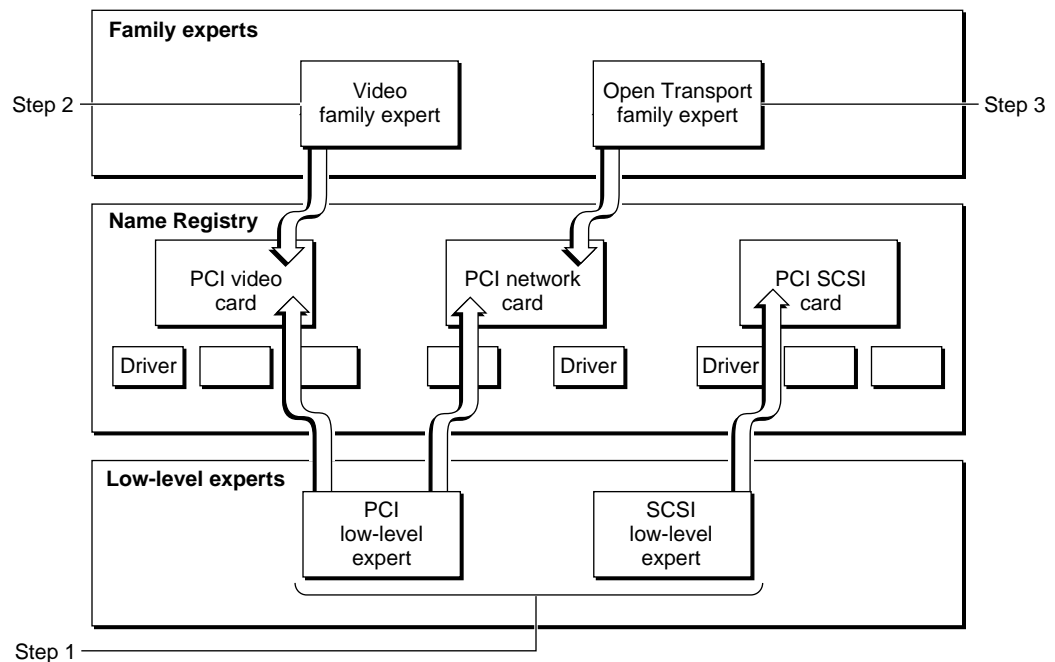 Family experts
Step 2
Video
family expert
Open Transport
family expert
Step 3
Name Registry
PCI video
card
PCI network
card
PCI SCSI
card
Driver
Driver
Driver
Low-level experts
PCI
low-level
expert
SCSI
low-level
expert
Step 1